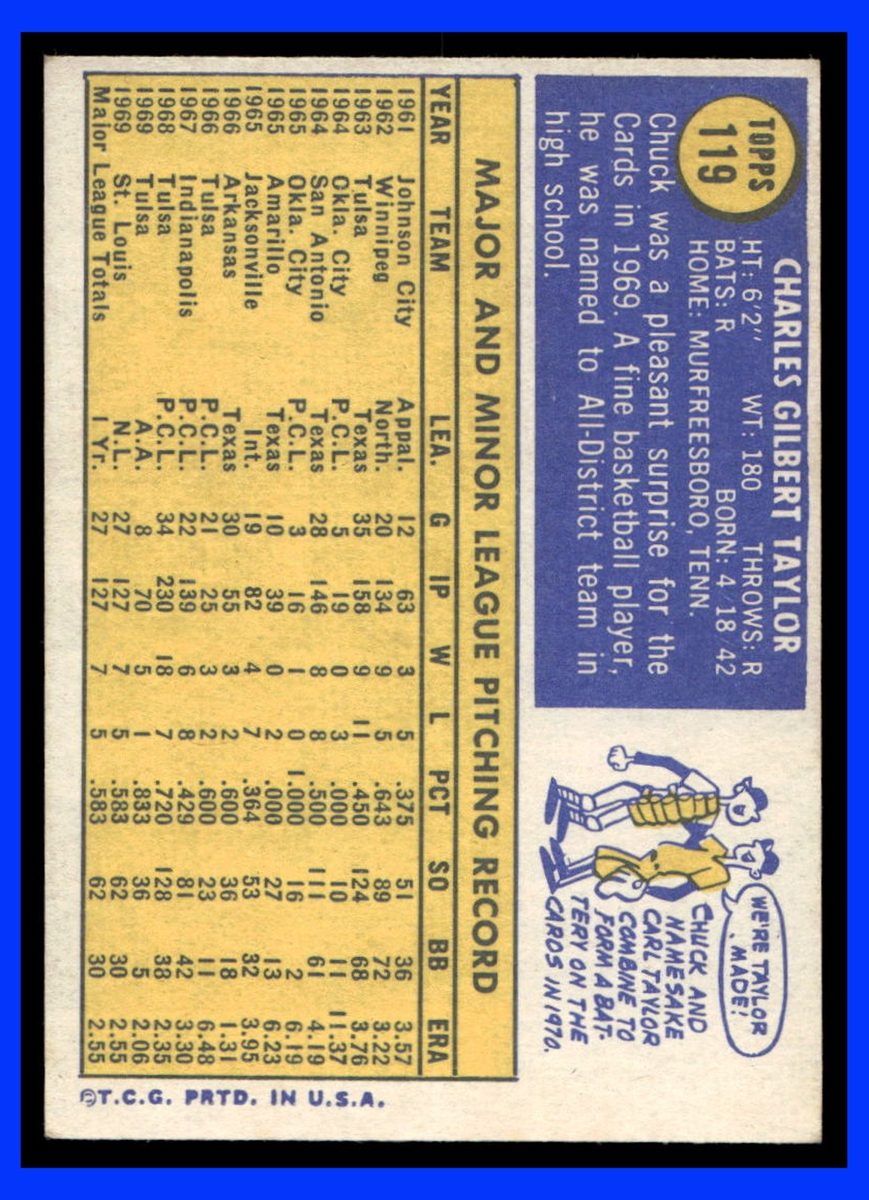 TOPPS
119
CHARLES GILBERT TAYLOR
HT: 6'2" WT: 180 THROWS: R
BATS: R BORN: 4/18/42
HOME: MURFREESBORO, TENN.
Chuck was a pleasant surprise for the
Cards in 1969. A fine basketball player,
he was named to All-District team in
high school.
WE'RE TAYLOR
MADE!
CHUCK AND
NAMESAKE
CARL TAYLOR
COMBINE TO
FORM A BAT-
TERY ON THE
CARDS IN 1970.
MAJOR AND MINOR LEAGUE PITCHING RECORD
YEAR TEAM LEA. G IP W L PCT SO BB ERA
1961 Johnson City Appal. 12 63 3 5 .375 51 36 3.57
1962 Winnipeg North. 20 134 9 5 .643 89 72 3.22
1963 Tulsa Texas 35 158 9 11 .450 124 68 3.76
1964 Okla. City P.C.L. 5 19 0 3 .000 10 11 11.37
1964 San Antonio Texas 28 146 8 8 .500 111 61 4.19
1965 Okla. City P.C.L. 3 16 1 0 1.000 16 2 6.19
1965 Amarillo Texas 10 39 0 2 .000 27 13 6.23
1965 Jacksonville Int. 19 82 4 7 .364 53 32 3.95
1966 Arkansas Texas 30 55 3 2 .600 36 18 1.31
1966 Tulsa P.C.L. 21 25 3 2 .600 23 11 6.48
1967 Indianapolis P.C.L. 22 139 6 8 .429 81 42 3.30
1968 Tulsa P.C.L. 34 230 18 7 .720 128 38 2.35
1969 Tulsa A.A. 8 70 5 1 .833 36 5 2.06
1969 St. Louis N.L. 27 127 7 5 .583 62 30 2.55
Major League Totals 1 Yr. 27 127 7 5 .583 62 30 2.55
©T.C.G. PRTD. IN U.S.A.